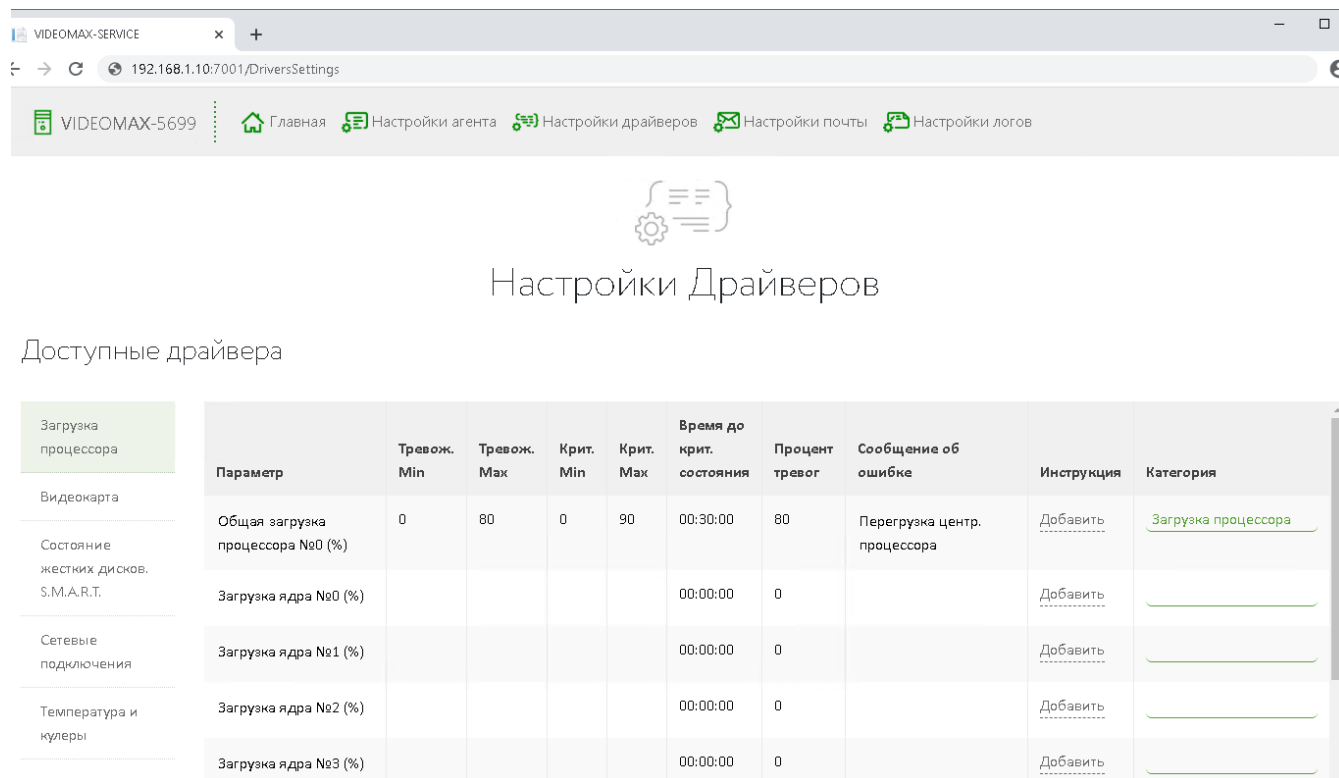 VIDEOMAX-SERVICE
192.168.1.10:7001/DriversSettings
VIDEOMAX-5699
Главная
Настройки агента
Настройки драйверов
Настройки почты
Настройки логов
Настройки Драйверов
Доступные драйвера
Загрузка
процессора
Видеокарта
Состояние
жестких дисков.
S.M.A.R.T.
Сетевые
подключения
Температура и
кулеры
Параметр
Тревож.
Min
Тревож.
Max
Крит.
Min
Крит.
Max
Время до
крит.
состояния
Процент
тревог
Сообщение об
ошибке
Инструкция
Категория
Общая загрузка
процессора №0 (%)
0
80
0
90
00:30:00
80
Перегрузка центр.
процессора
Добавить
Загрузка процессора
Загрузка ядра №0 (%)
00:00:00
0
Добавить
Загрузка ядра №1 (%)
00:00:00
0
Добавить
Загрузка ядра №2 (%)
00:00:00
0
Добавить
Загрузка ядра №3 (%)
00:00:00
0
Добавить